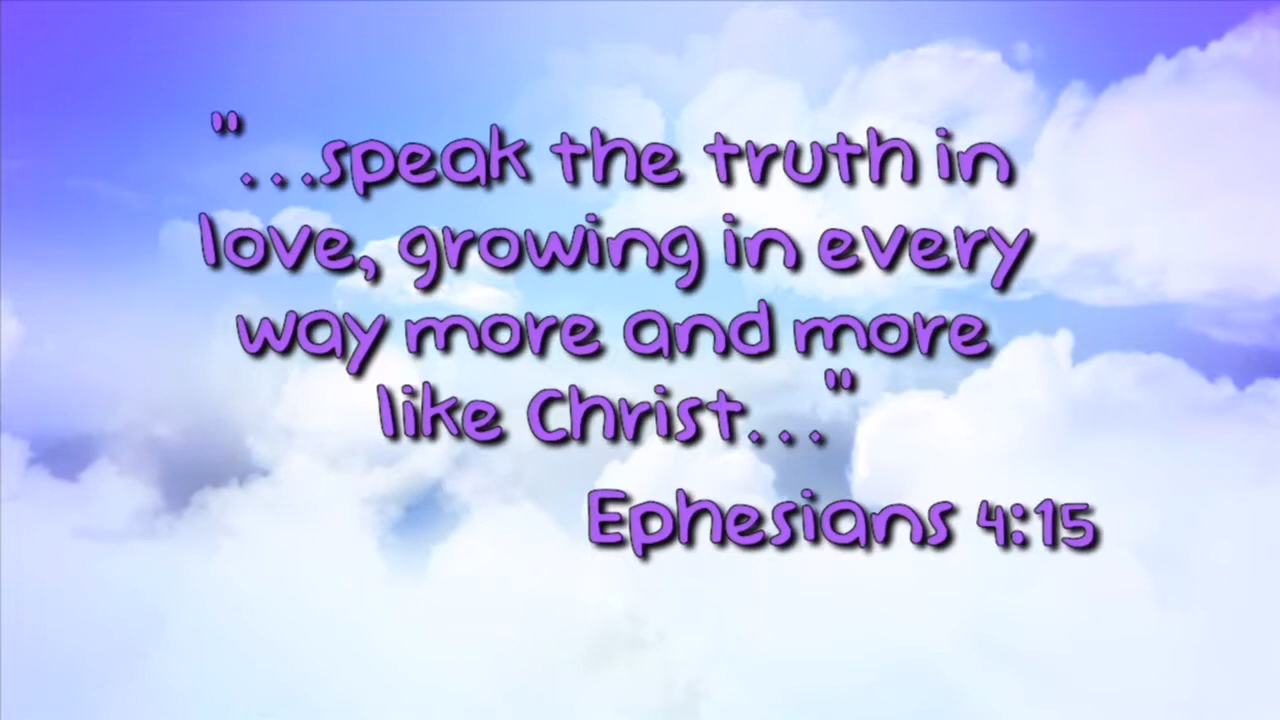 "...speak the truth in
love, growing in every
way more and more
like Christ..."
Ephesians 4:15